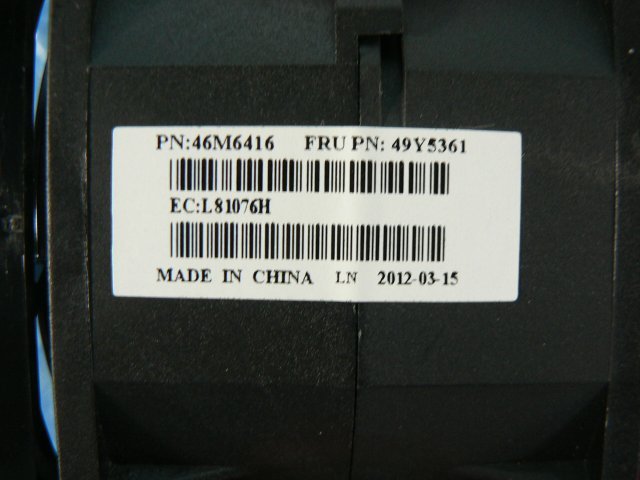 PN:46M6416 FRU PN: 49Y5361
EC:L81076H
MADE IN CHINA LN 2012-03-15